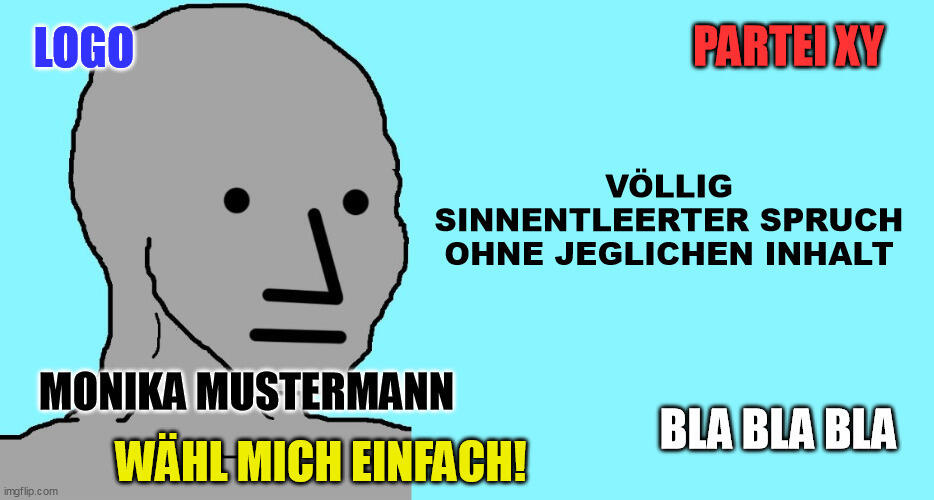 LOGO
PARTEI XY
VÖLLIG
SINNENTLEERTER SPRUCH
OHNE JEGLICHEN INHALT
MONIKA MUSTERMANN
BLA BLA BLA
WÄHL MICH EINFACH!
imgflip.com